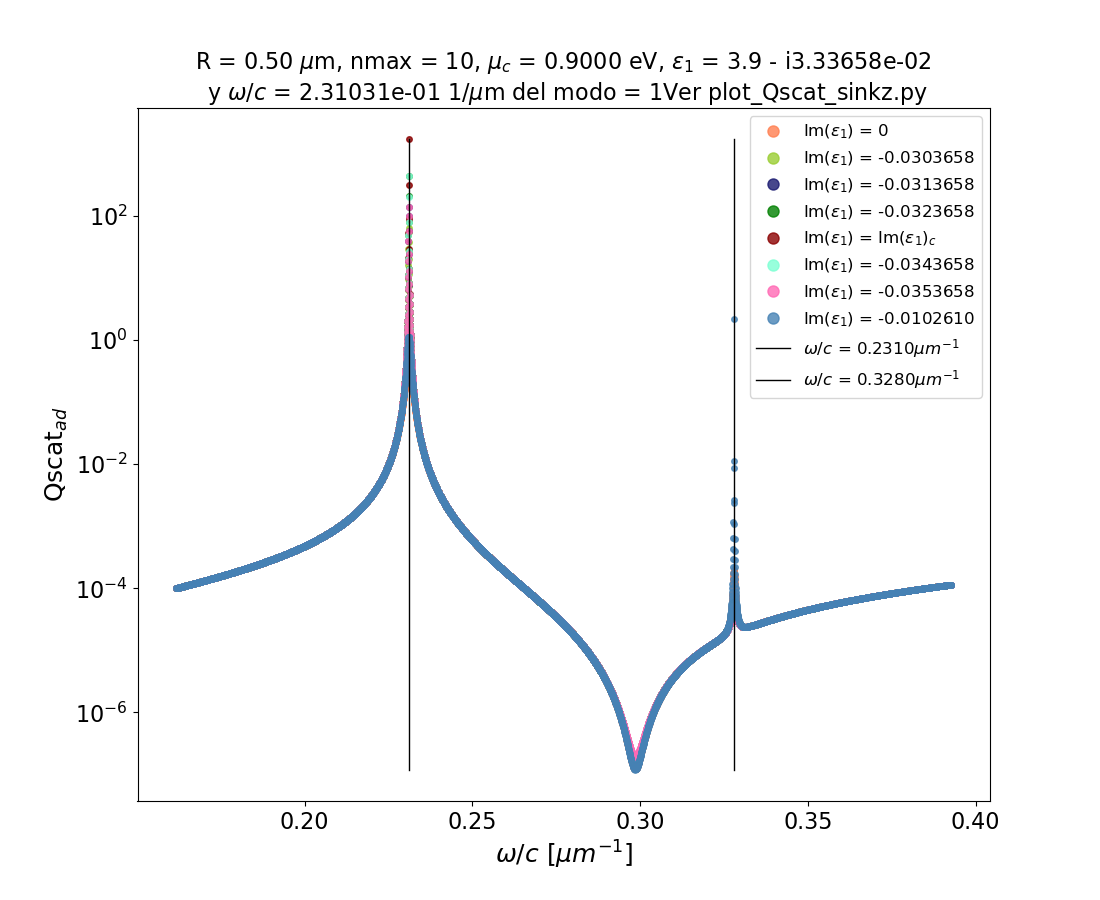 R = 0.50 μm, nmax = 10, μc = 0.9000 eV, ε1 = 3.9 - i3.33658e-02
y ω/c = 2.31031e-01 1/μm del modo = 1Ver plot_Qscat_sinkz.py
Im(ε1) = 0
Im(ε1) = -0.0303658
Im(ε1) = -0.0313658
Im(ε1) = -0.0323658
Im(ε1) = Im(ε1)c
Im(ε1) = -0.0343658
Im(ε1) = -0.0353658
Im(ε1) = -0.0102610
ω/c = 0.2310μm⁻¹
ω/c = 0.3280μm⁻¹
Qscatad
10²
10⁰
10⁻²
10⁻⁴
10⁻⁶
0.20 0.25 0.30 0.35 0.40
ω/c [μm⁻¹]